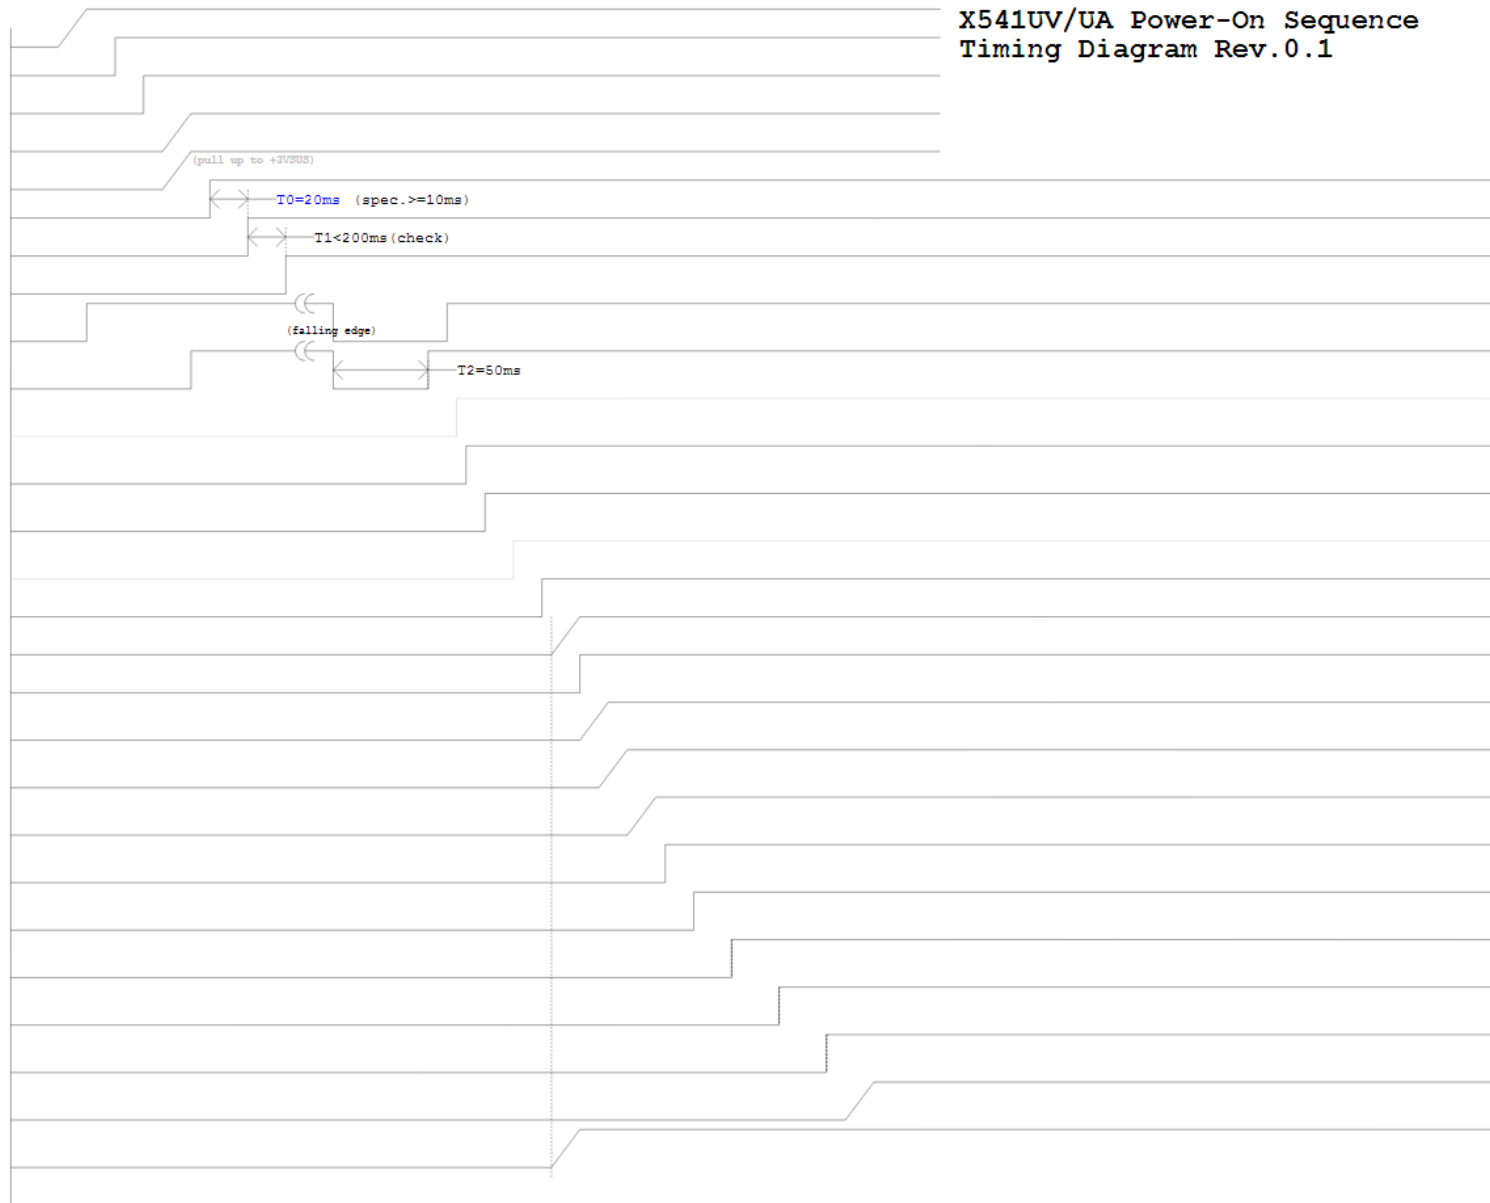 X541UV/UA Power-On Sequence
Timing Diagram Rev.0.1
(pull up to +3VSUS)
T0=20ms (spec.>=10ms)
T1<200ms(check)
(falling edge)
T2=50ms